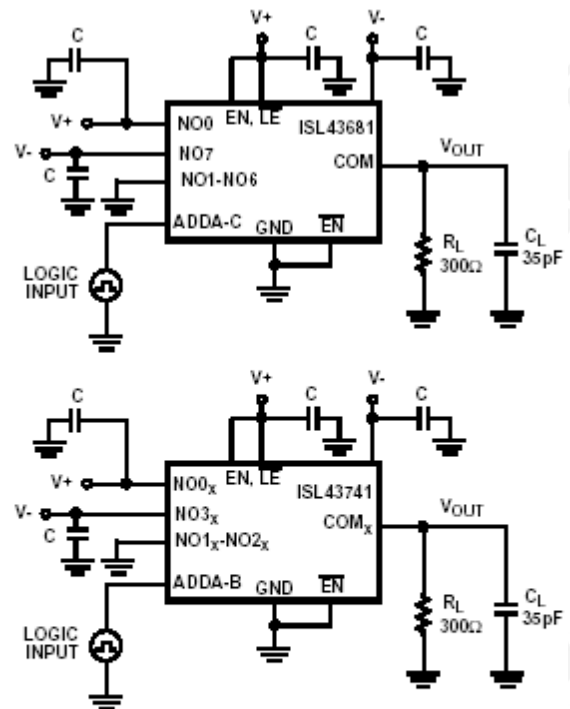 V+
V-
C
C
C
V+
NO0
EN, LE
ISL43681
V-
NO7
COM
VOUT
C
NO1-NO6
ADDA-C
GND
EN
RL
300Ω
CL
35pF
LOGIC
INPUT
V+
V-
C
C
C
V+
NO0X
EN, LE
ISL43741
V-
NO3X
COMX
VOUT
C
NO1X-NO2X
ADDA-B
GND
EN
RL
300Ω
CL
35pF
LOGIC
INPUT